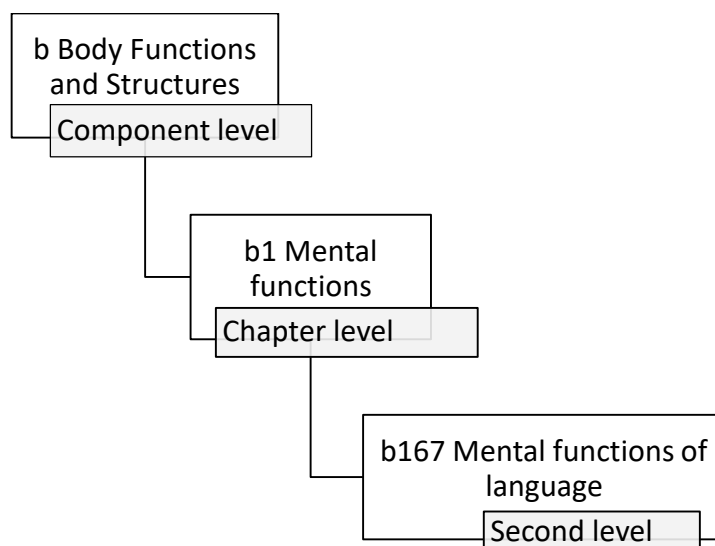 b Body Functions
and Structures
Component level
b1 Mental
functions
Chapter level
b167 Mental functions of
language
Second level